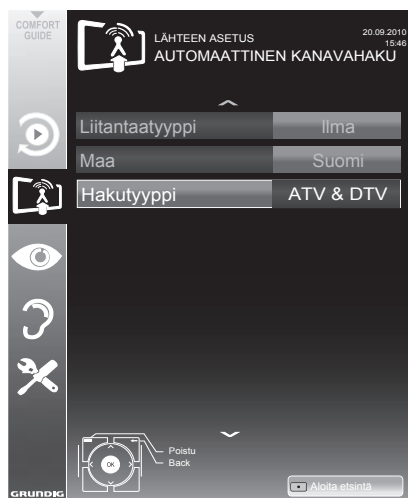 COMFORT
GUIDE
LÄHTEEN ASETUS
20.09.2010
15:46
AUTOMAATTINEN KANAVAHAKU
Liitantaatyyppi
Ilma
Maa
Suomi
Hakutyyppi
ATV & DTV
OK
Poistu
Back
Aloita etsintä
GRUNDIG